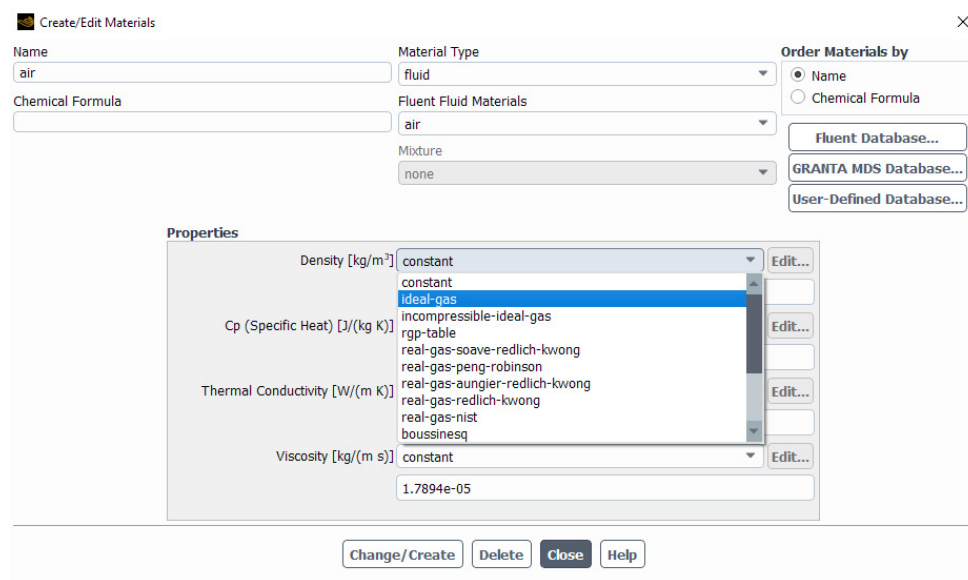 Create/Edit Materials
Name
air
Chemical Formula
Material Type
fluid
Fluent Fluid Materials
air
Mixture
none
Order Materials by
Name
Chemical Formula
Fluent Database...
GRANTA MDS Database...
User-Defined Database...
Properties
Density [kg/m³] constant Edit...
constant
ideal-gas
incompressible-ideal-gas
Cp (Specific Heat) [J/(kg K)] Edit...
rgp-table
real-gas-soave-redlich-kwong
real-gas-peng-robinson
real-gas-aungier-redlich-kwong
Thermal Conductivity [W/(m K)] Edit...
real-gas-redlich-kwong
real-gas-nist
boussinesq
Viscosity [kg/(m s)] constant Edit...
1.7894e-05
Change/Create Delete Close Help